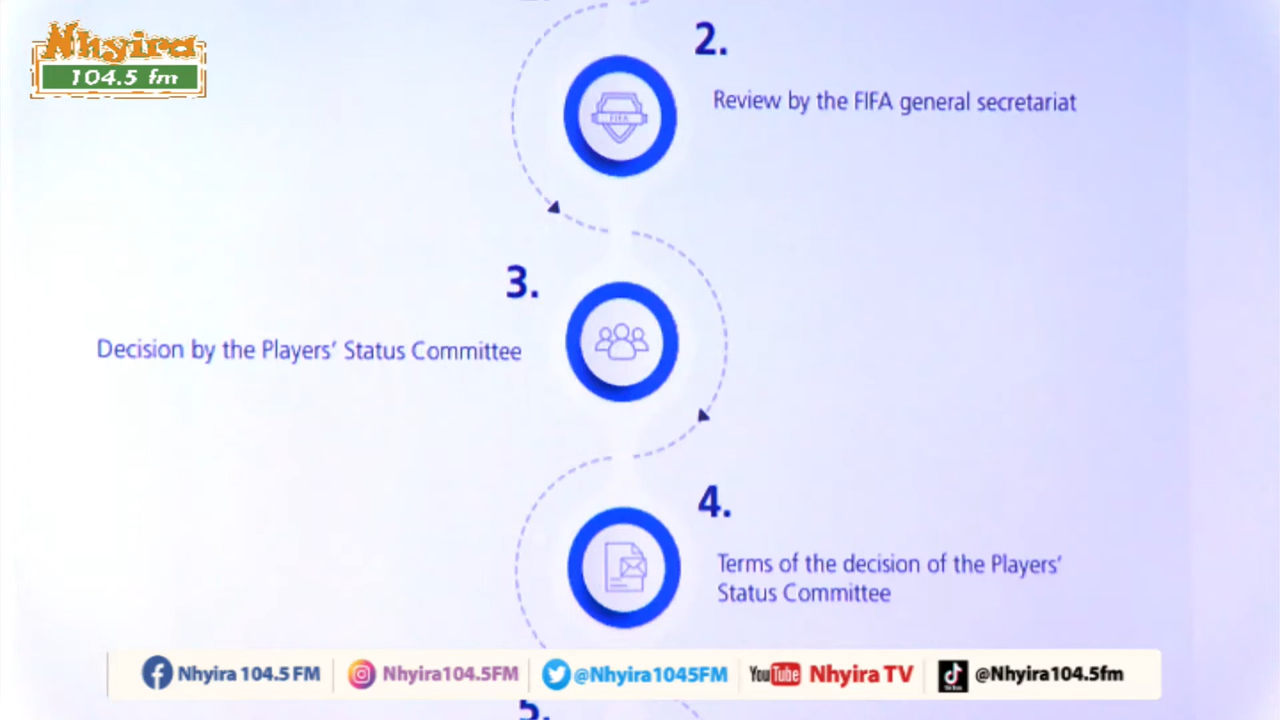 Nhyira
104.5 fm
2.
Review by the FIFA general secretariat
FIFA
3.
Decision by the Players' Status Committee
4.
Terms of the decision of the Players'
Status Committee
Nhyira 104.5 FM
Nhyira104.5FM
@Nhyira1045FM
YouTube Nhyira TV
@Nhyira104.5fm
5.